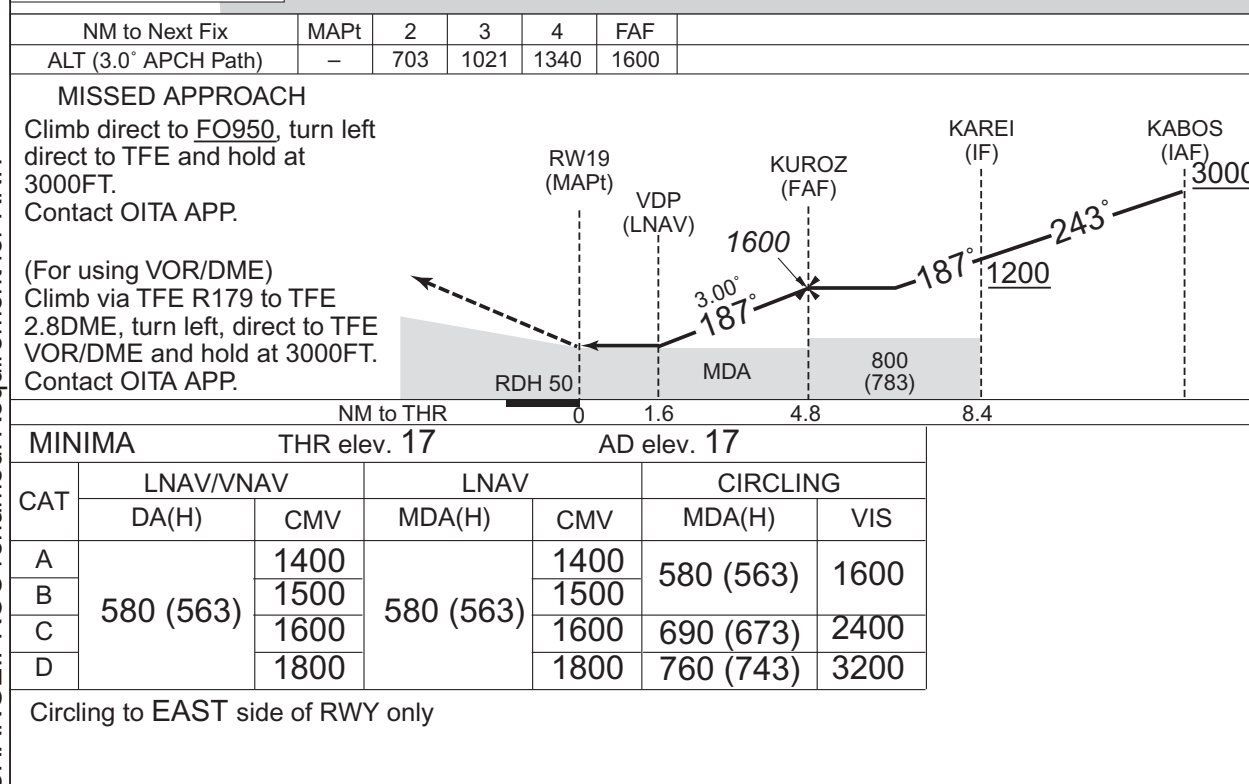 NM to Next Fix MAPt 2 3 4 FAF
ALT (3.0° APCH Path) – 703 1021 1340 1600
MISSED APPROACH
Climb direct to FO950, turn left
direct to TFE and hold at
3000FT.
Contact OITA APP.
(For using VOR/DME)
Climb via TFE R179 to TFE
2.8DME, turn left, direct to TFE
VOR/DME and hold at 3000FT.
Contact OITA APP.
RW19
(MAPt)
VDP
(LNAV)
KUROZ
(FAF)
KAREI
(IF)
KABOS
(IAF)
3000
1600
3.00°
187°
187°
1200
243°
RDH 50
MDA
800
(783)
NM to THR 0 1.6 4.8 8.4
MINIMA THR elev. 17 AD elev. 17
CAT LNAV/VNAV LNAV CIRCLING
DA(H) CMV MDA(H) CMV MDA(H) VIS
A 580 (563) 1400 580 (563) 1400 580 (563) 1600
B 1500 1500
C 1600 1600 690 (673) 2400
D 1800 1800 760 (743) 3200
Circling to EAST side of RWY only